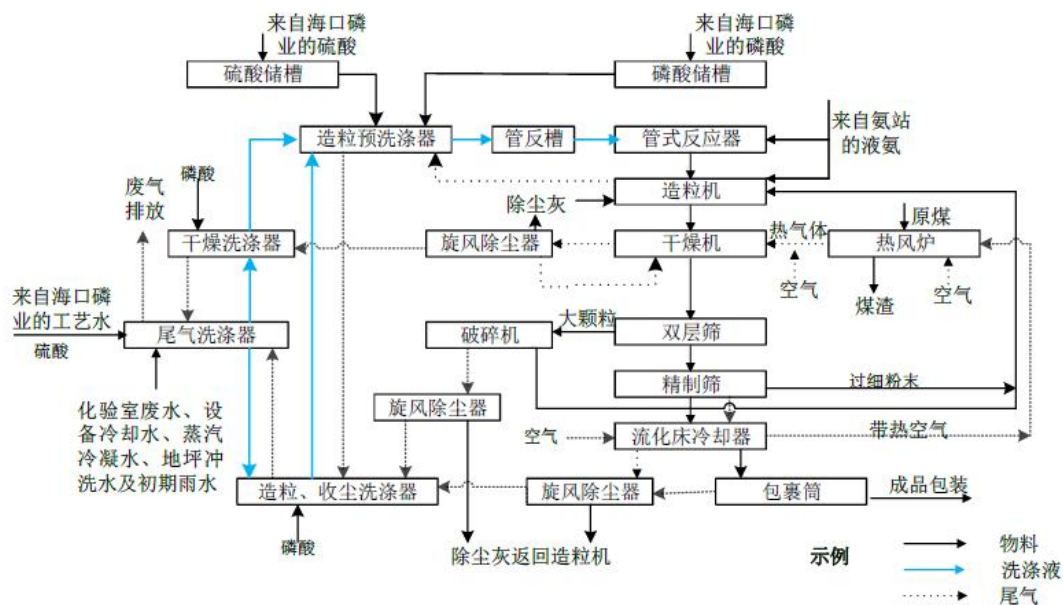 来自海口磷
业的硫酸
来自海口磷
业的磷酸
硫酸储槽
磷酸储槽
造粒预洗涤器
管反槽
管式反应器
来自氨站
的液氨
废气
排放
磷酸
除尘灰
造粒机
原煤
干燥洗涤器
旋风除尘器
干燥机
热气体
热风炉
空气
煤渣
空气
来自海口磷
业的工艺水
硫酸
尾气洗涤器
破碎机
大颗粒
双层筛
精制筛
过细粉末
旋风除尘器
化验室废水、设
备冷却水、蒸汽
冷凝水、地坪冲
洗水及初期雨水
空气
流化床冷却器
带热空气
造粒、收尘洗涤器
旋风除尘器
包裹筒
成品包装
磷酸
除尘灰返回造粒机
示例
物料
洗涤液
尾气